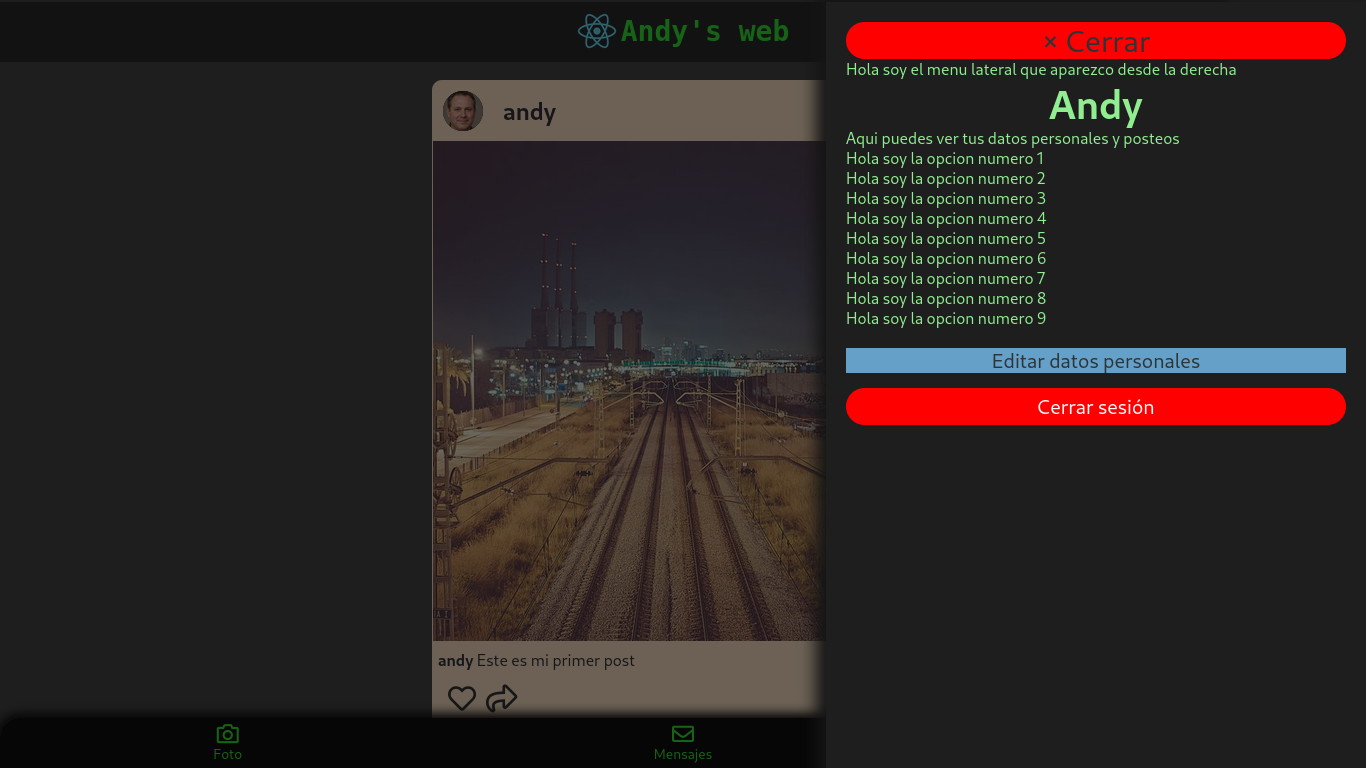 Andy's web
andy
andy Este es mi primer post
Foto
Mensajes
× Cerrar
Hola soy el menu lateral que aparezco desde la derecha
Andy
Aqui puedes ver tus datos personales y posteos
Hola soy la opcion numero 1
Hola soy la opcion numero 2
Hola soy la opcion numero 3
Hola soy la opcion numero 4
Hola soy la opcion numero 5
Hola soy la opcion numero 6
Hola soy la opcion numero 7
Hola soy la opcion numero 8
Hola soy la opcion numero 9
Editar datos personales
Cerrar sesión